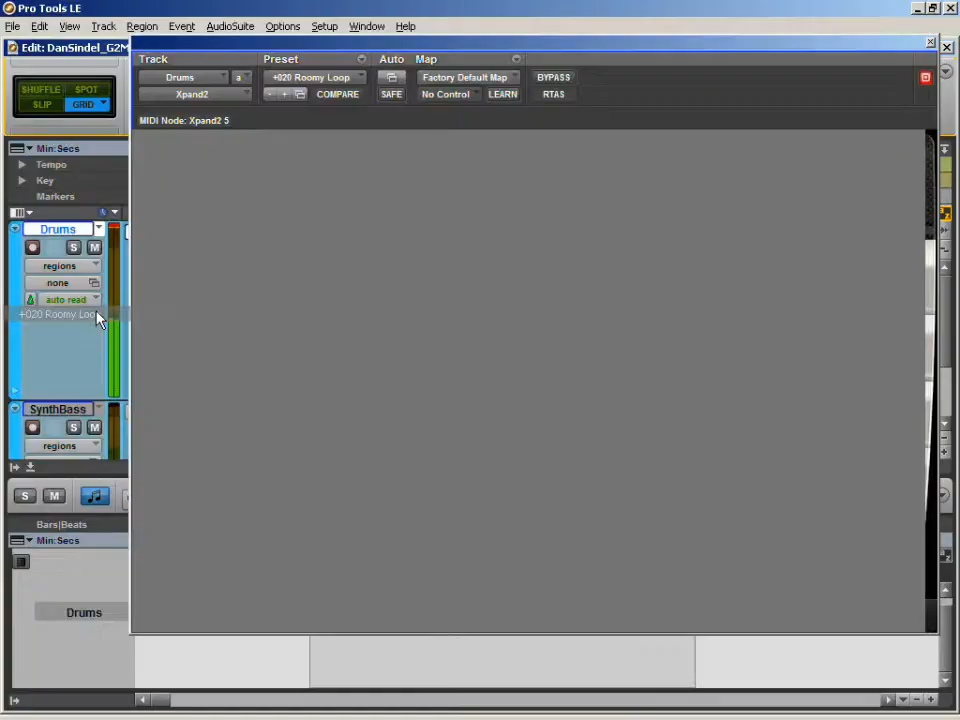 Pro Tools LE
File Edit View Track Region Event AudioSuite Options Setup Window Help
Edit: DanSindel_G2M
Track Preset Auto Map
SHUFFLE SPOT
SLIP GRID
Drums a +020 Roomy Loop Factory Default Map BYPASS
Xpand2 - + COMPARE SAFE No Control LEARN RTAS
MIDI Node: Xpand2 5
Min:Secs
Tempo
Key
Markers
Drums
S M
regions
none
auto read
+020 Roomy Loo
SynthBass
S M
regions
S M
Bars|Beats
Min:Secs
Drums